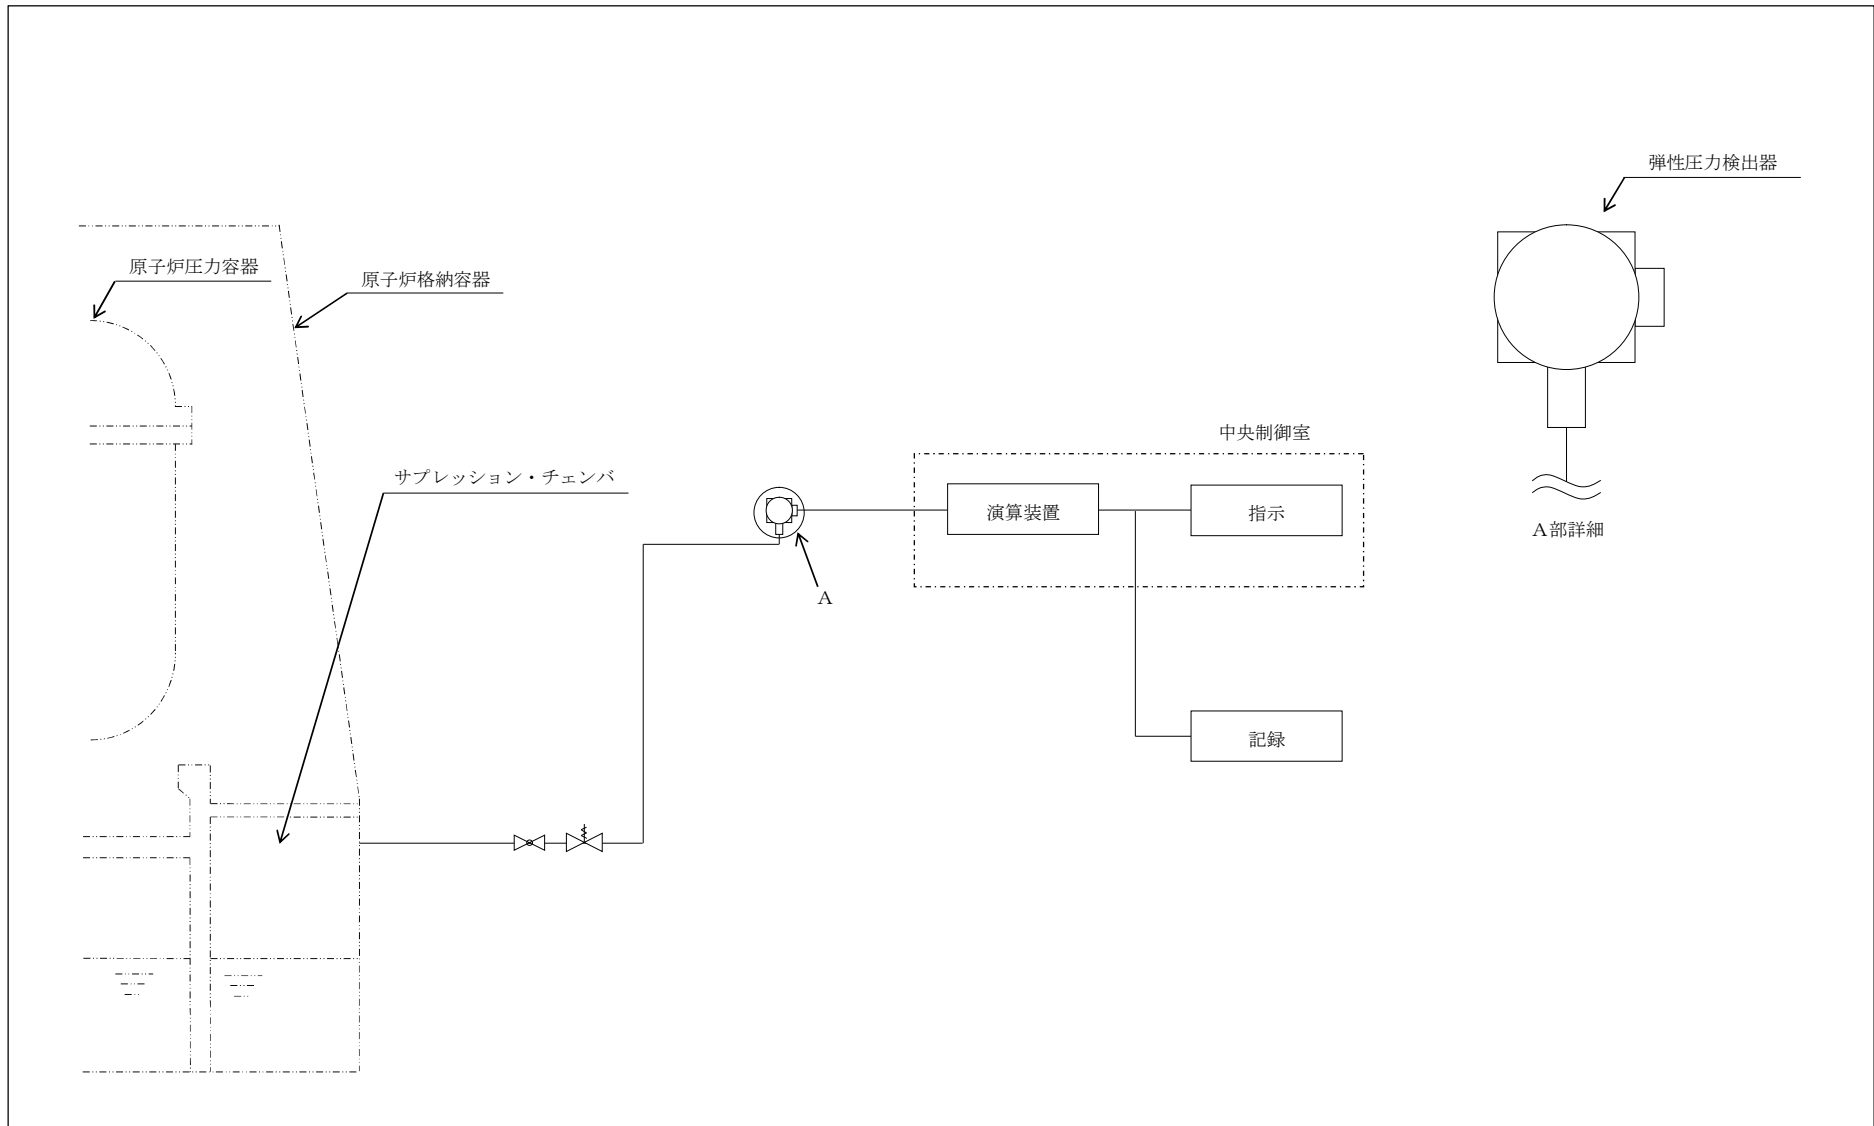 弾性圧力検出器
原子炉圧力容器
原子炉格納容器
中央制御室
サプレッション・チェンバ
演算装置
指示
A部詳細
A
記録